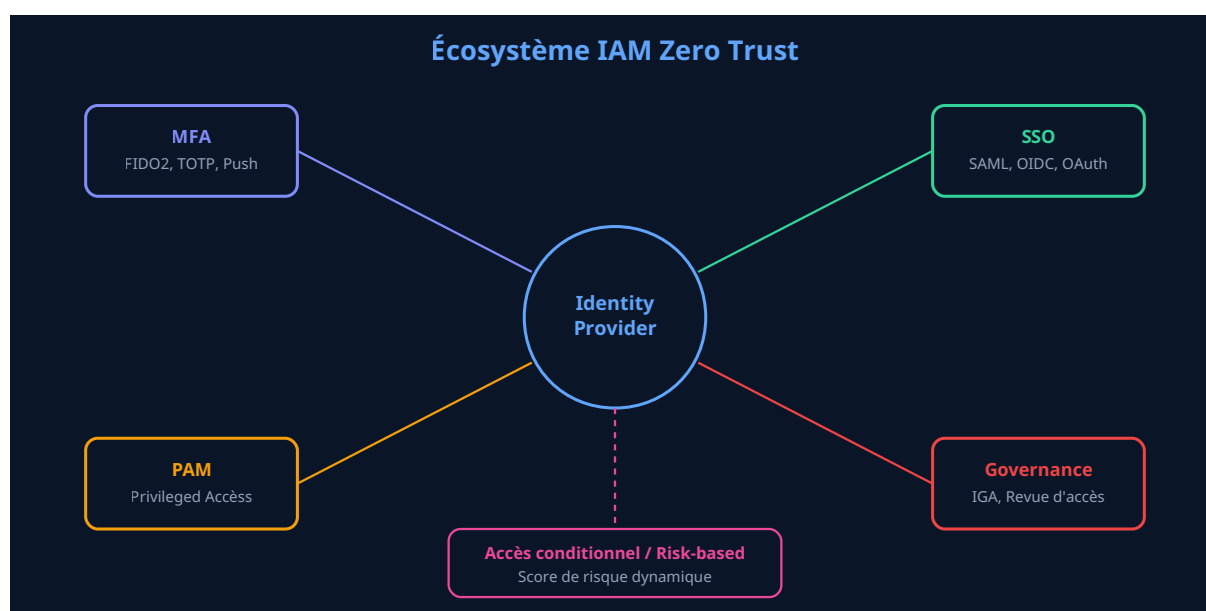 Écosystème IAM Zero Trust
MFA
FIDO2, TOTP, Push
SSO
SAML, OIDC, OAuth
Identity
Provider
PAM
Privileged Accèss
Governance
IGA, Revue d'accès
Accès conditionnel / Risk-based
Score de risque dynamique